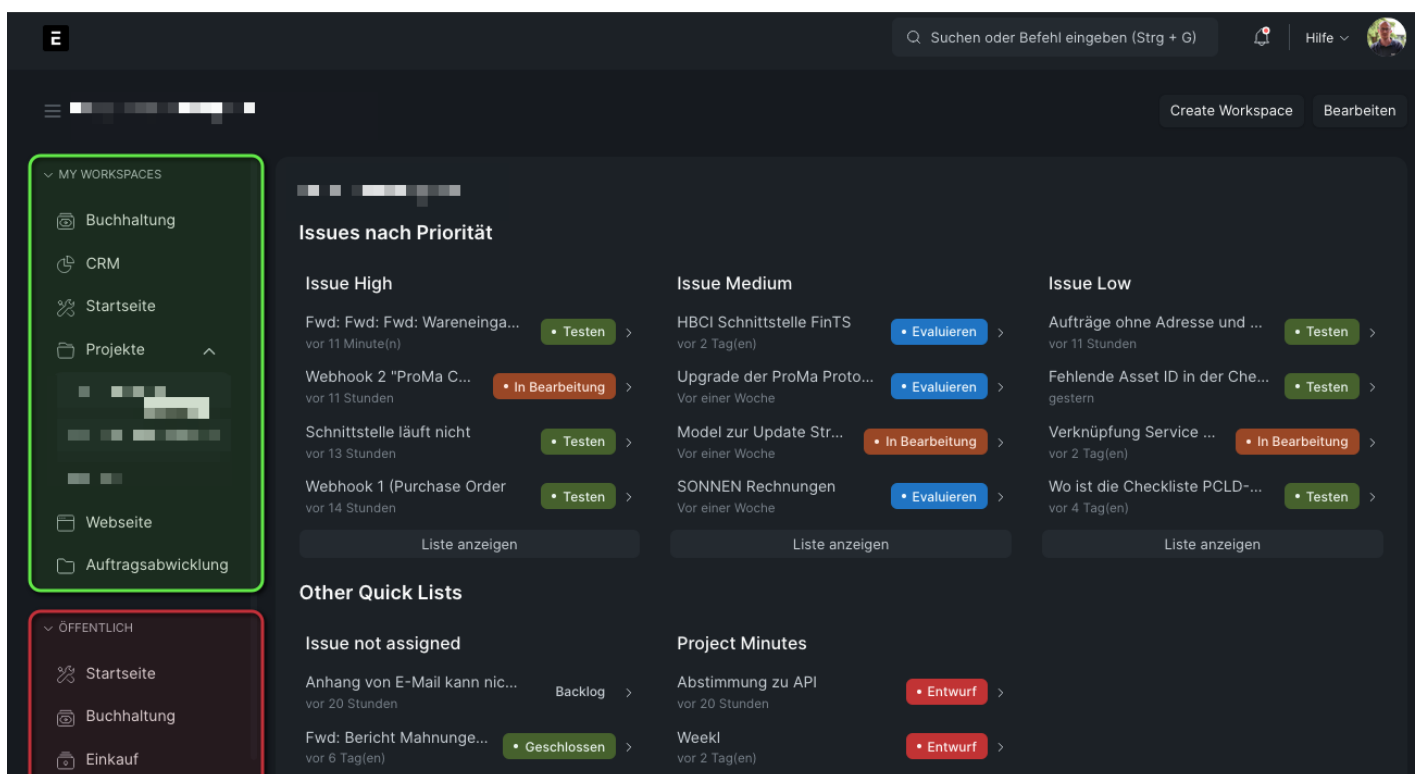 E
Suchen oder Befehl eingeben (Strg + G)
Hilfe
Create Workspace
Bearbeiten
MY WORKSPACES
Buchhaltung
CRM
Startseite
Projekte
Webseite
Auftragsabwicklung
ÖFFENTLICH
Startseite
Buchhaltung
Einkauf
Issues nach Priorität
Issue High
Fwd: Fwd: Fwd: Wareneinga...
vor 11 Minute(n)
• Testen
Webhook 2 "ProMa C...
vor 11 Stunden
• In Bearbeitung
Schnittstelle läuft nicht
vor 13 Stunden
• Testen
Webhook 1 (Purchase Order
vor 14 Stunden
• Testen
Liste anzeigen
Issue Medium
HBCI Schnittstelle FinTS
vor 2 Tag(en)
• Evaluieren
Upgrade der ProMa Proto...
Vor einer Woche
• Evaluieren
Model zur Update Str...
Vor einer Woche
• In Bearbeitung
SONNEN Rechnungen
Vor einer Woche
• Evaluieren
Liste anzeigen
Issue Low
Aufträge ohne Adresse und ...
vor 11 Stunden
• Testen
Fehlende Asset ID in der Che...
gestern
• Testen
Verknüpfung Service ...
vor 2 Tag(en)
• In Bearbeitung
Wo ist die Checkliste PCLD-...
vor 4 Tag(en)
• Testen
Liste anzeigen
Other Quick Lists
Issue not assigned
Anhang von E-Mail kann nic...
vor 20 Stunden
Backlog
Fwd: Bericht Mahnunge...
vor 6 Tag(en)
• Geschlossen
Project Minutes
Abstimmung zu API
vor 20 Stunden
• Entwurf
Weekl
vor 2 Tag(en)
• Entwurf